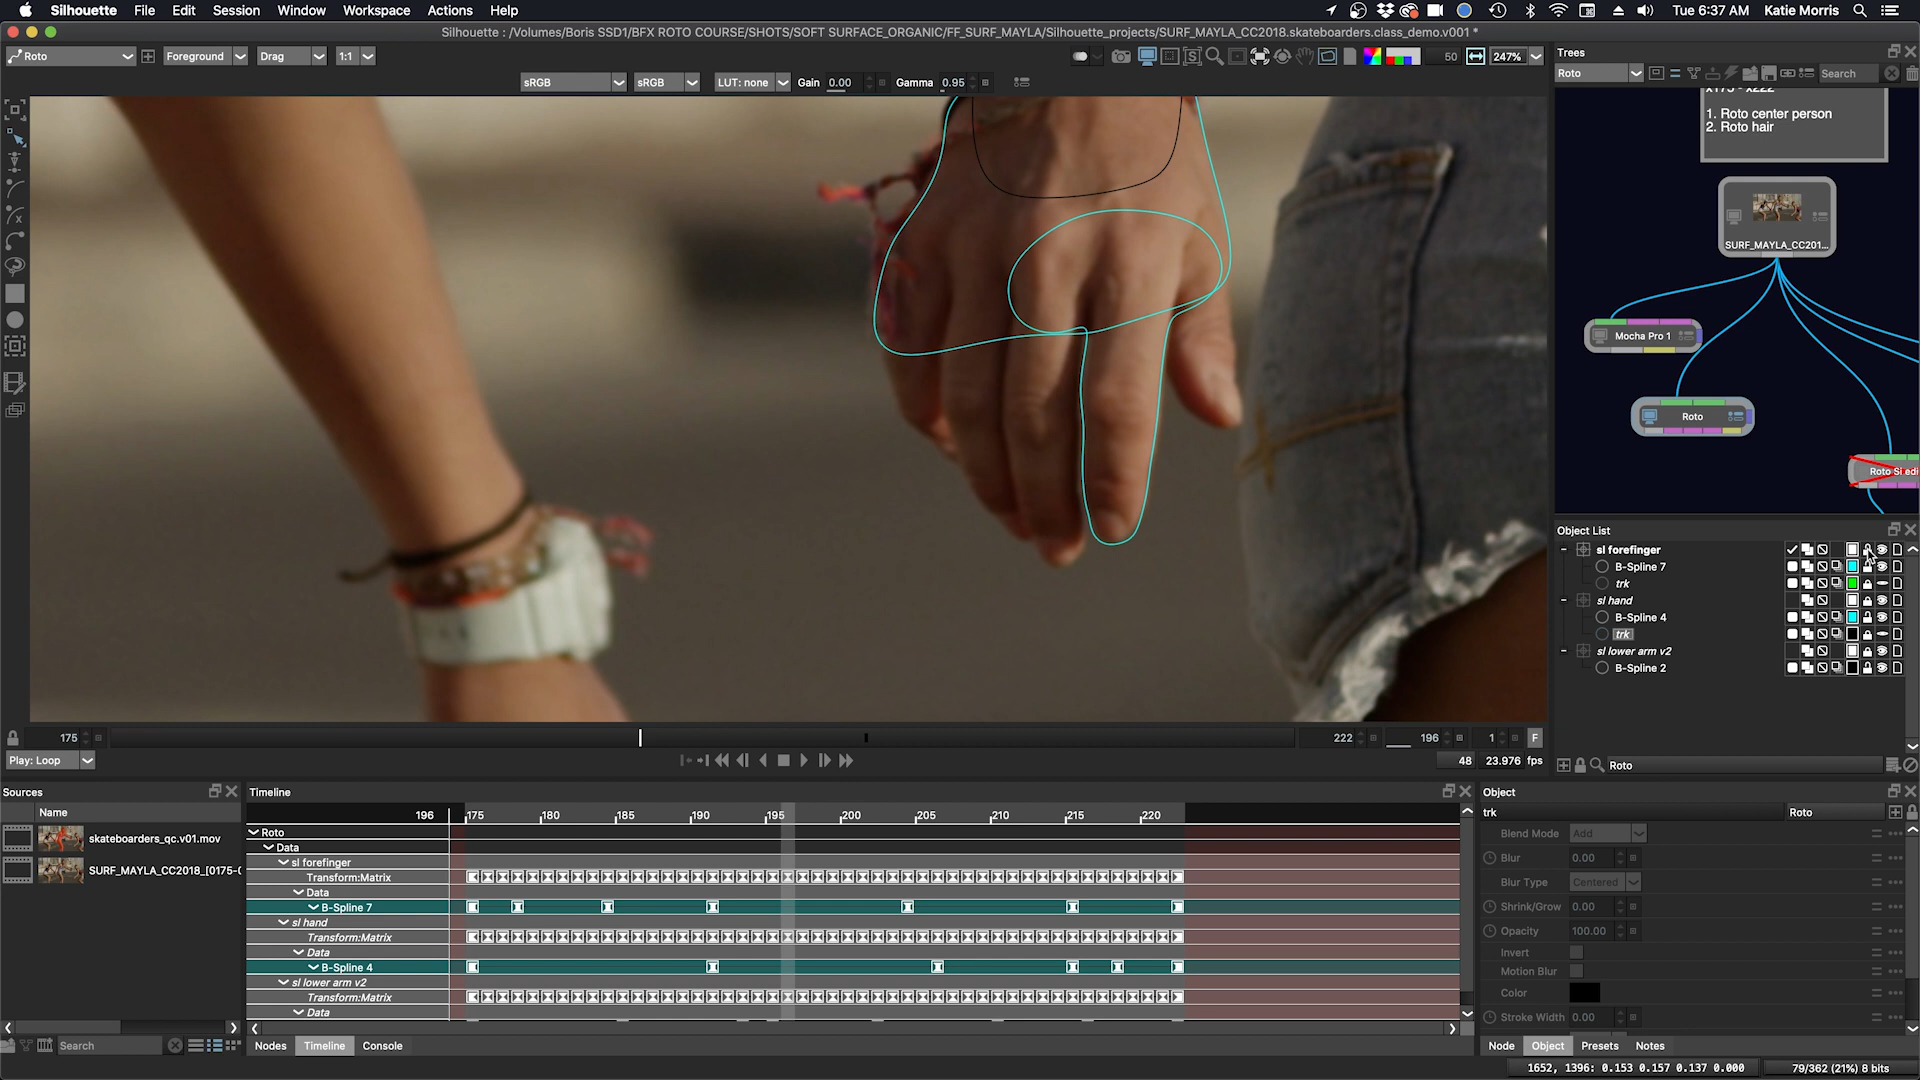 Silhouette File Edit Session Window Workspace Actions Help
Tue 6:37 AM Katie Morris
Silhouette : /Volumes/Boris SSD1/BFX ROTO COURSE/SHOTS/SOFT SURFACE_ORGANIC/FF_SURF_MAYLA/Silhouette_projects/SURF_MAYLA_CC2018.skateboarders.class_demo.v001 *
Roto Foreground Drag 1:1
50 247%
sRGB sRGB LUT: none Gain 0.00 Gamma 0.95
Trees
Roto Search
x175 - x222
1. Roto center person
2. Roto hair
SURF_MAYLA_CC201...
Mocha Pro 1
Roto
Roto Sl edi
Object List
sl forefinger
B-Spline 7
trk
sl hand
B-Spline 4
trk
sl lower arm v2
B-Spline 2
Roto
175 222 196 1 F
Play: Loop 48 23.976 fps
Sources
Name
skateboarders_qc.v01.mov
SURF_MAYLA_CC2018_[0175-0
Search
Timeline
196 175 180 185 190 195 200 205 210 215 220
Roto
Data
sl forefinger
Transform:Matrix
Data
B-Spline 7
sl hand
Transform:Matrix
Data
B-Spline 4
sl lower arm v2
Transform:Matrix
Data
Nodes Timeline Console
Object
trk Roto
Blend Mode Add
Blur 0.00
Blur Type Centered
Shrink/Grow 0.00
Opacity 100.00
Invert
Motion Blur
Color
Stroke Width 0.00
Node Object Presets Notes
1652, 1396: 0.153 0.157 0.137 0.000 79/362 (21%) 8 bits